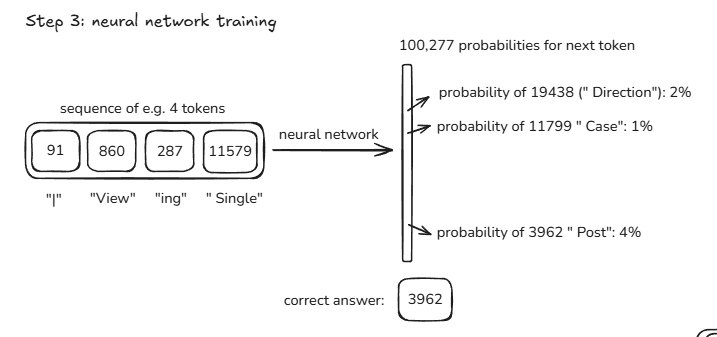 Step 3: neural network training
100,277 probabilities for next token
probability of 19438 (" Direction"): 2%
sequence of e.g. 4 tokens
probability of 11799 " Case": 1%
neural network
91 860 287 11579
"|" "View" "ing" " Single"
probability of 3962 " Post": 4%
correct answer: 3962